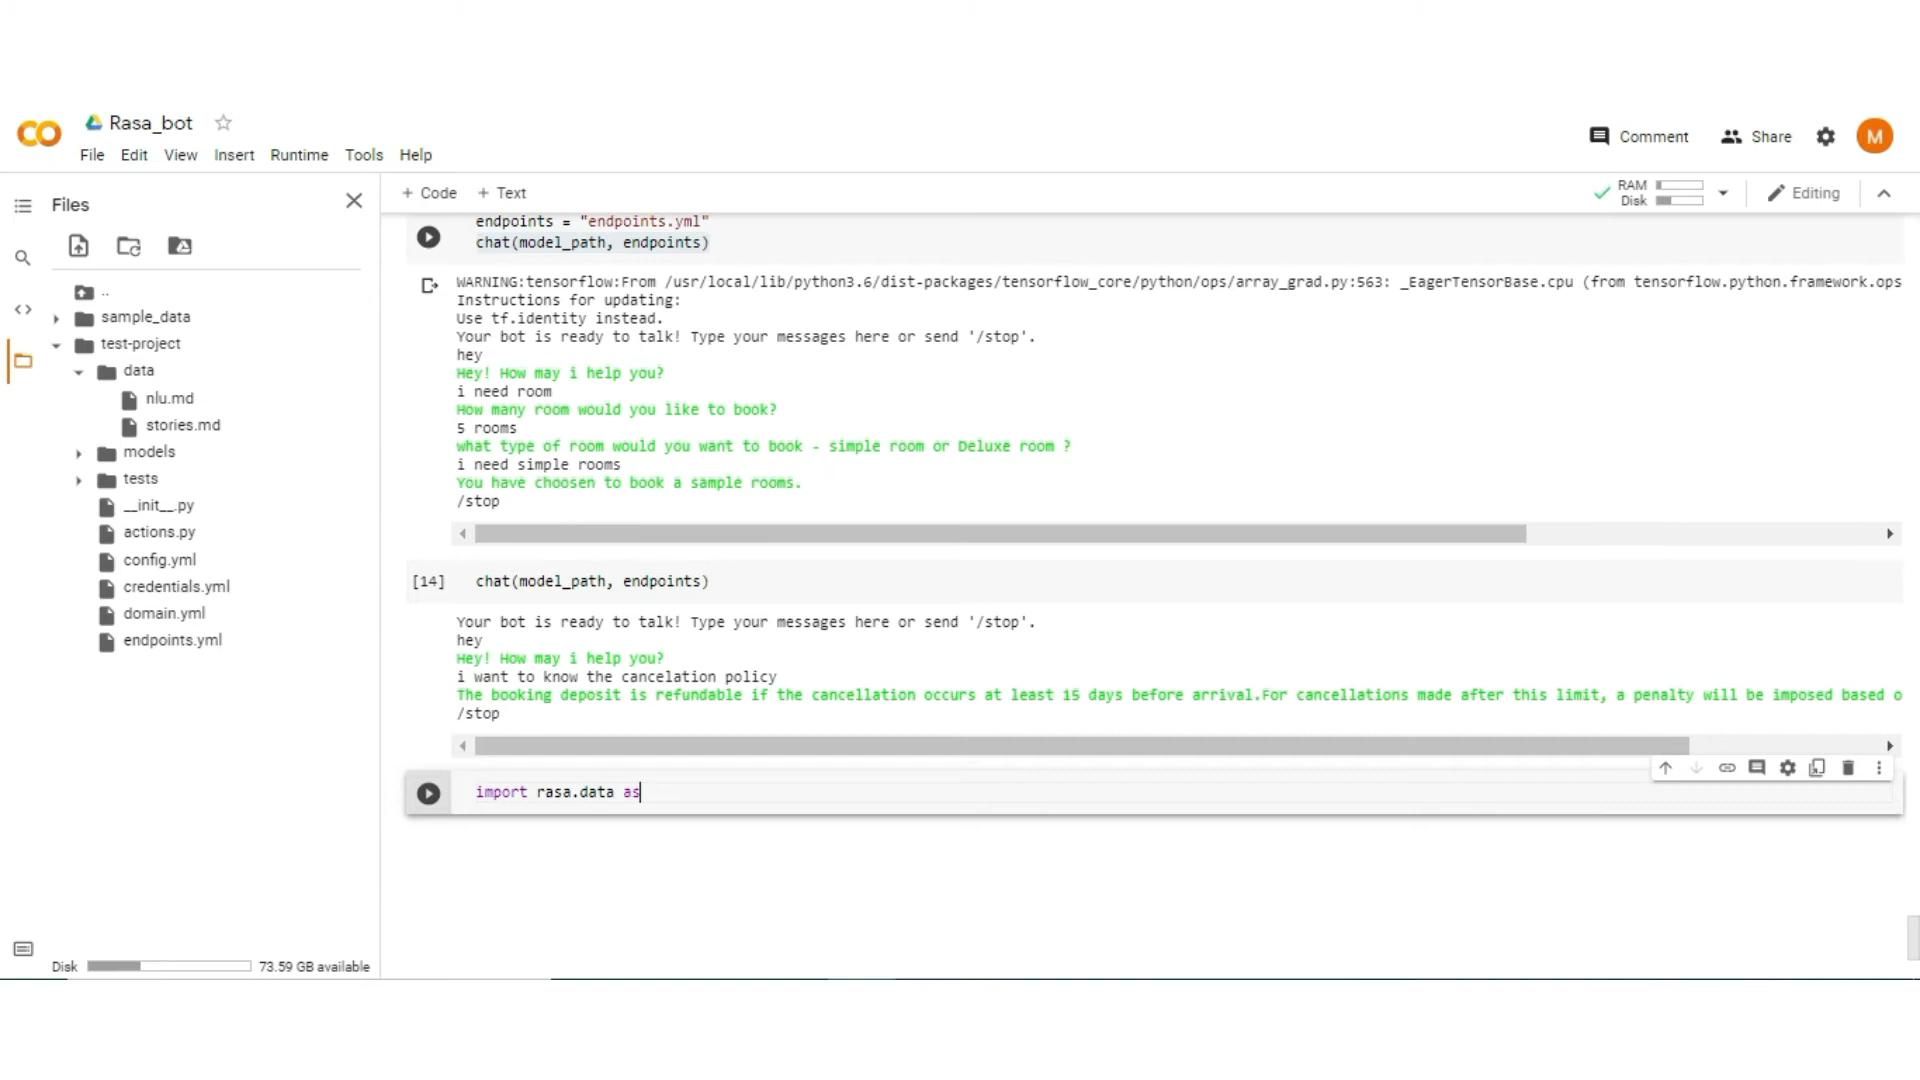 Rasa_bot
File Edit View Insert Runtime Tools Help
Comment Share M
Files
+ Code + Text
RAM
Disk
Editing
..
sample_data
test-project
data
nlu.md
stories.md
models
tests
__init__.py
actions.py
config.yml
credentials.yml
domain.yml
endpoints.yml
Disk 73.59 GB available
endpoints = "endpoints.yml"
chat(model_path, endpoints)
WARNING:tensorflow:From /usr/local/lib/python3.6/dist-packages/tensorflow_core/python/ops/array_grad.py:563: _EagerTensorBase.cpu (from tensorflow.python.framework.ops
Instructions for updating:
Use tf.identity instead.
Your bot is ready to talk! Type your messages here or send '/stop'.
hey
Hey! How may i help you?
i need room
How many room would you like to book?
5 rooms
what type of room would you want to book - simple room or Deluxe room ?
i need simple rooms
You have choosen to book a sample rooms.
/stop
[14] chat(model_path, endpoints)
Your bot is ready to talk! Type your messages here or send '/stop'.
hey
Hey! How may i help you?
i want to know the cancelation policy
The booking deposit is refundable if the cancellation occurs at least 15 days before arrival.For cancellations made after this limit, a penalty will be imposed based o
/stop
import rasa.data as